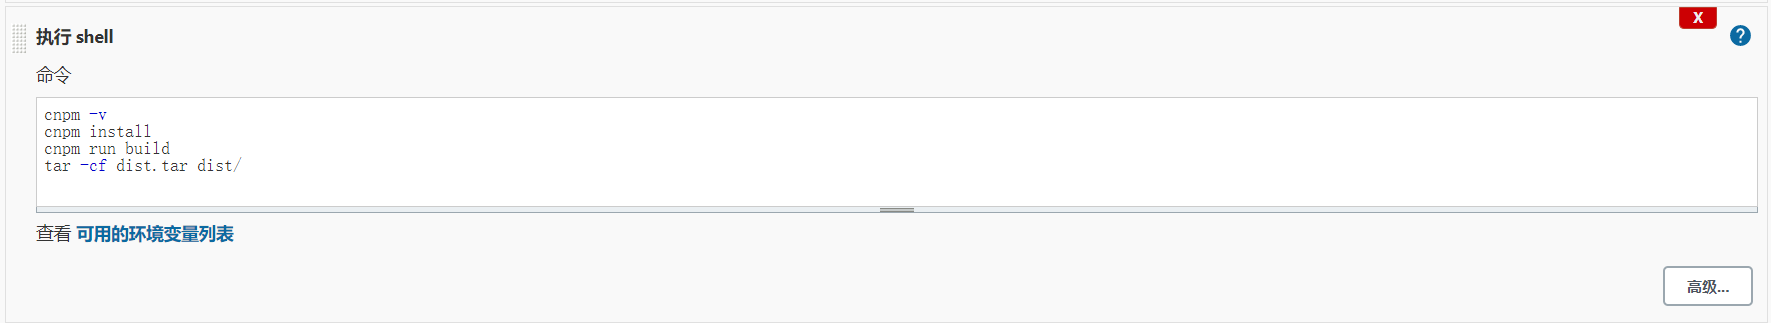 X
执行 shell
?
命令
cnpm -v
cnpm install
cnpm run build
tar -cf dist.tar dist/
查看 可用的环境变量列表
高级...